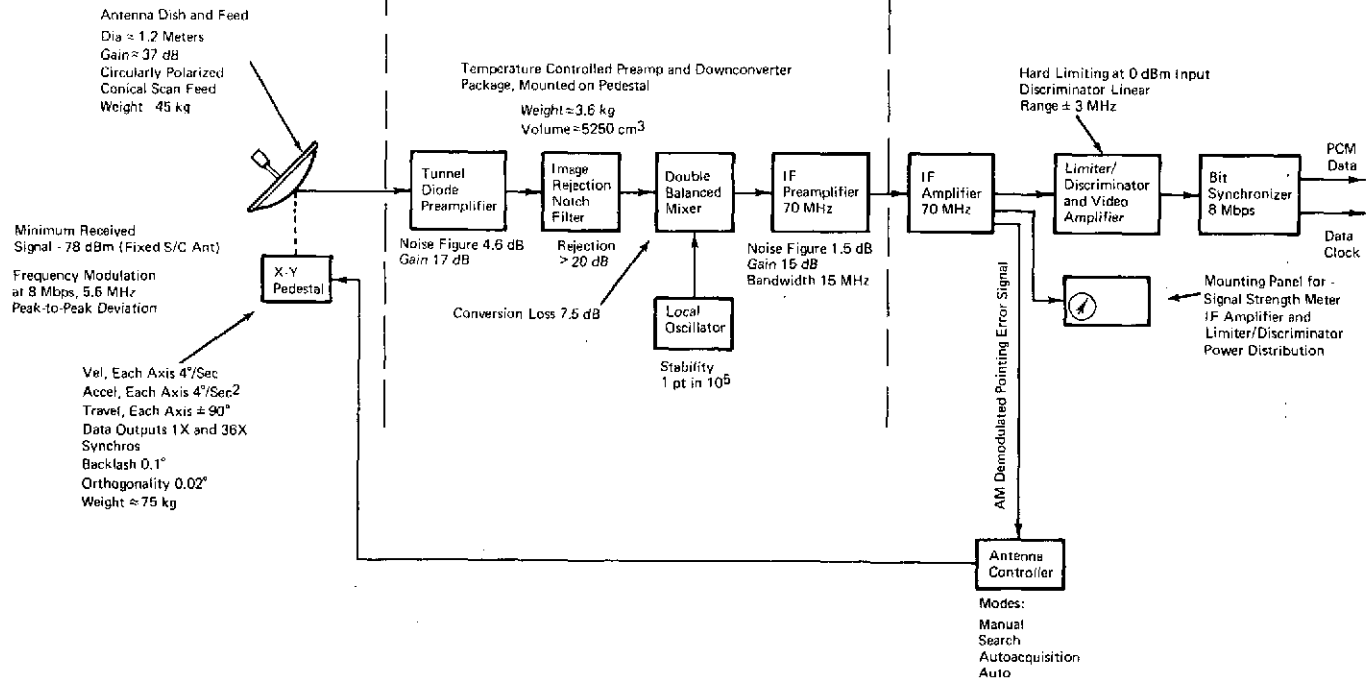 Antenna Dish and Feed
Dia ≈ 1.2 Meters
Gain ≈ 37 dB
Circularly Polarized
Conical Scan Feed
Weight 45 kg
Temperature Controlled Preamp and Downconverter
Package, Mounted on Pedestal
Weight ≈ 3.6 kg
Volume ≈ 5250 cm3
Hard Limiting at 0 dBm Input
Discriminator Linear
Range ± 3 MHz
Tunnel
Diode
Preamplifier
Image
Rejection
Notch
Filter
Double
Balanced
Mixer
IF
Preamplifier
70 MHz
IF
Amplifier
70 MHz
Limiter/
Discriminator
and Video
Amplifier
Bit
Synchronizer
8 Mbps
PCM
Data
Data
Clock
Noise Figure 4.6 dB
Gain 17 dB
Rejection
> 20 dB
Noise Figure 1.5 dB
Gain 15 dB
Bandwidth 15 MHz
Minimum Received
Signal - 78 dBm (Fixed S/C Ant)
Frequency Modulation
at 8 Mbps, 5.6 MHz
Peak-to-Peak Deviation
X-Y
Pedestal
Conversion Loss 7.5 dB
Local
Oscillator
Stability
1 pt in 105
Mounting Panel for -
Signal Strength Meter
IF Amplifier and
Limiter/Discriminator
Power Distribution
AM Demodulated Pointing Error Signal
Vel, Each Axis 4°/Sec
Accel, Each Axis 4°/Sec2
Travel, Each Axis ± 90°
Data Outputs 1X and 36X
Synchros
Backlash 0.1°
Orthogonality 0.02°
Weight ≈ 75 kg
Antenna
Controller
Modes:
Manual
Search
Autoacquisition
Auto